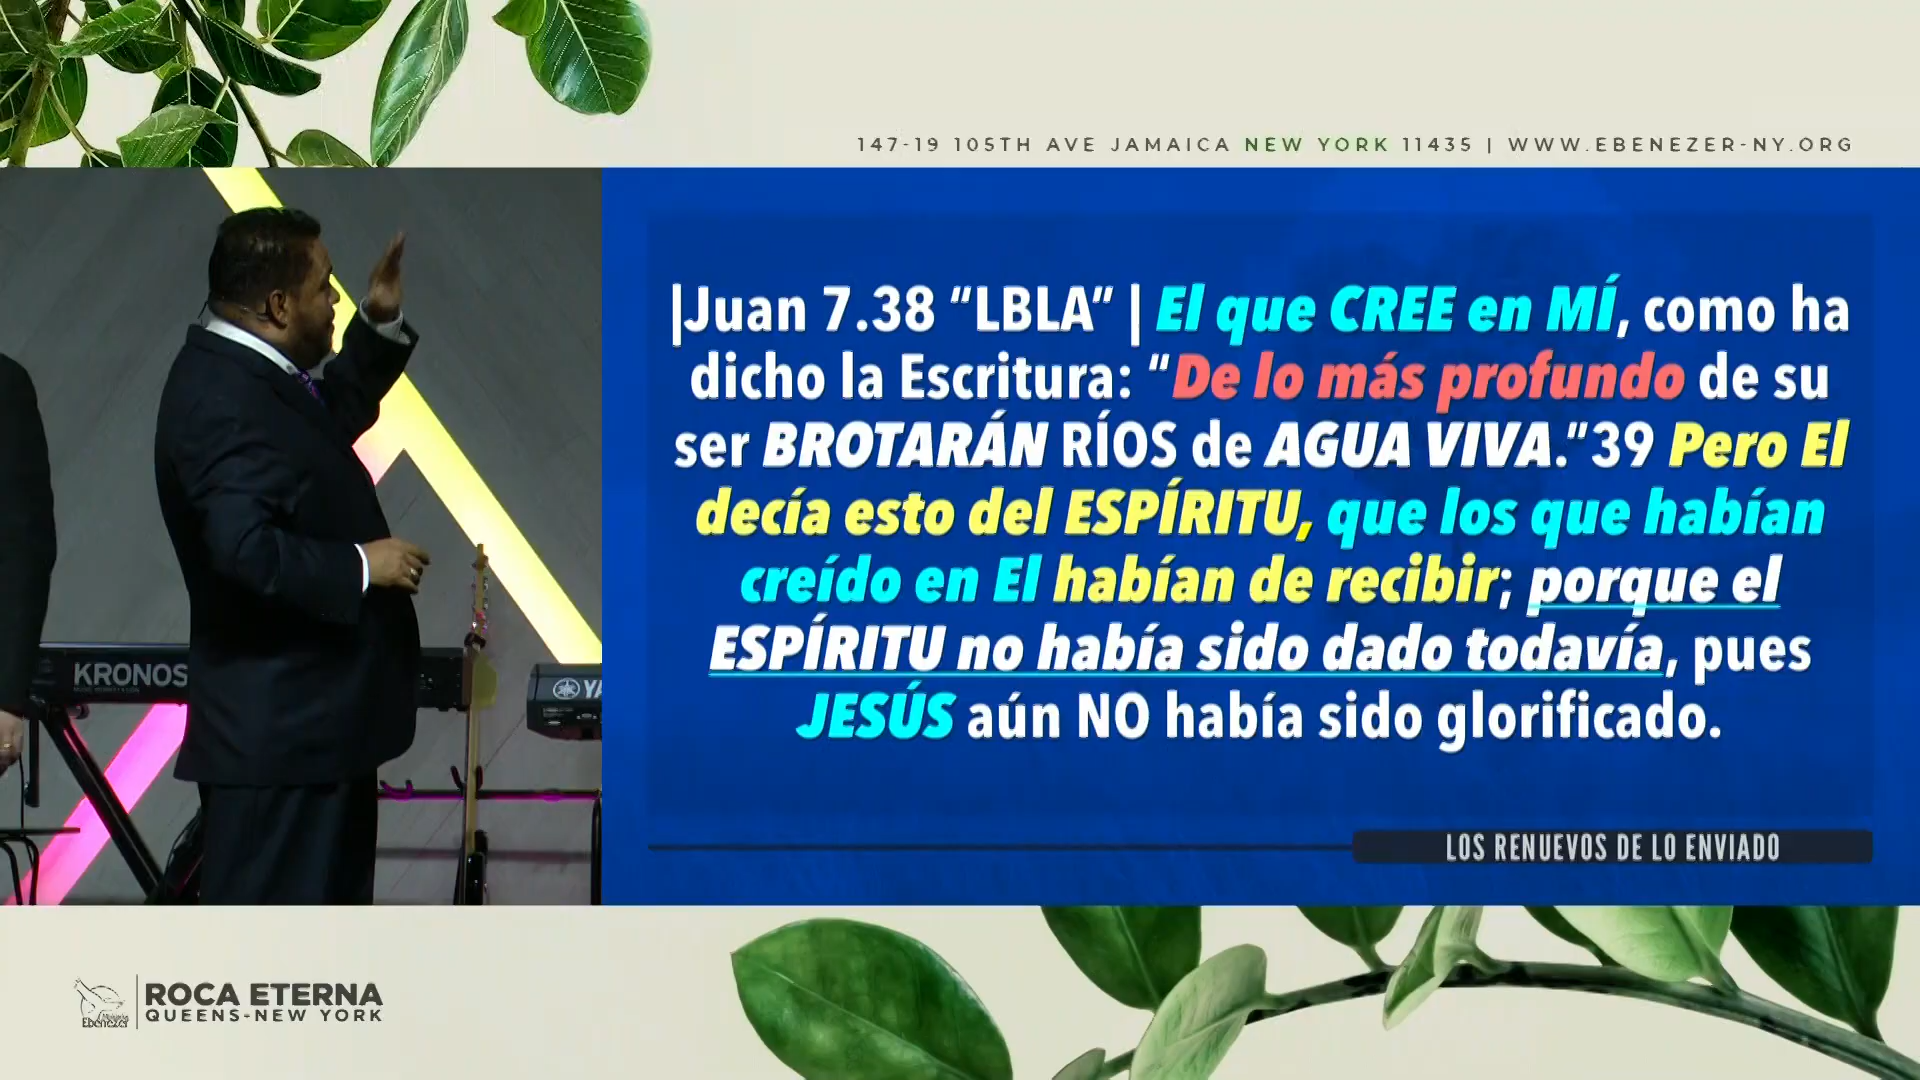 147-19 105TH AVE JAMAICA NEW YORK 11435 | WWW.EBENEZER-NY.ORG
|Juan 7.38 “LBLA” | El que CREE en MÍ, como ha
dicho la Escritura: “De lo más profundo de su
ser BROTARÁN RÍOS de AGUA VIVA.”39 Pero El
decía esto del ESPÍRITU, que los que habían
creído en El habían de recibir; porque el
ESPÍRITU no había sido dado todavía, pues
JESÚS aún NO había sido glorificado.
LOS RENUEVOS DE LO ENVIADO
KRONOS
YA
Ministerios
Ebenezer
ROCA ETERNA
QUEENS-NEW YORK